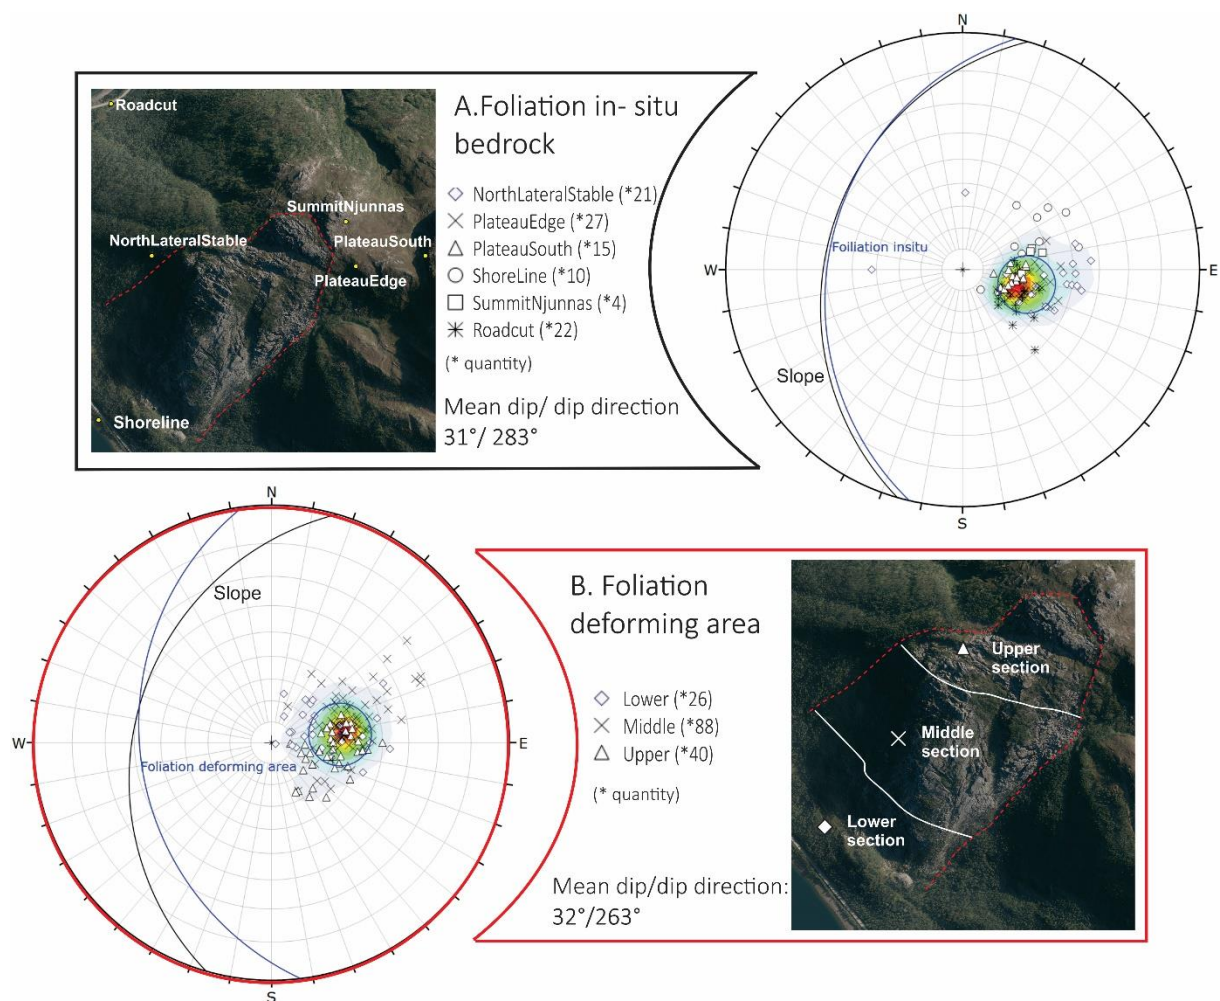 N
A.Foliation in- situ
bedrock
Roadcut
SummitNjunnas
NorthLateralStable
PlateauSouth
PlateauEdge
Shoreline
NorthLateralStable (*21)
PlateauEdge (*27)
PlateauSouth (*15)
ShoreLine (*10)
SummitNjunnas (*4)
Roadcut (*22)
(* quantity)
Mean dip/ dip direction
31°/ 283°
Foiliation insitu
W
E
Slope
S
N
Slope
W
E
Foliation deforming area
S
B. Foliation
deforming area
Lower (*26)
Middle (*88)
Upper (*40)
(* quantity)
Mean dip/dip direction:
32°/263°
Upper
section
Middle
section
Lower
section